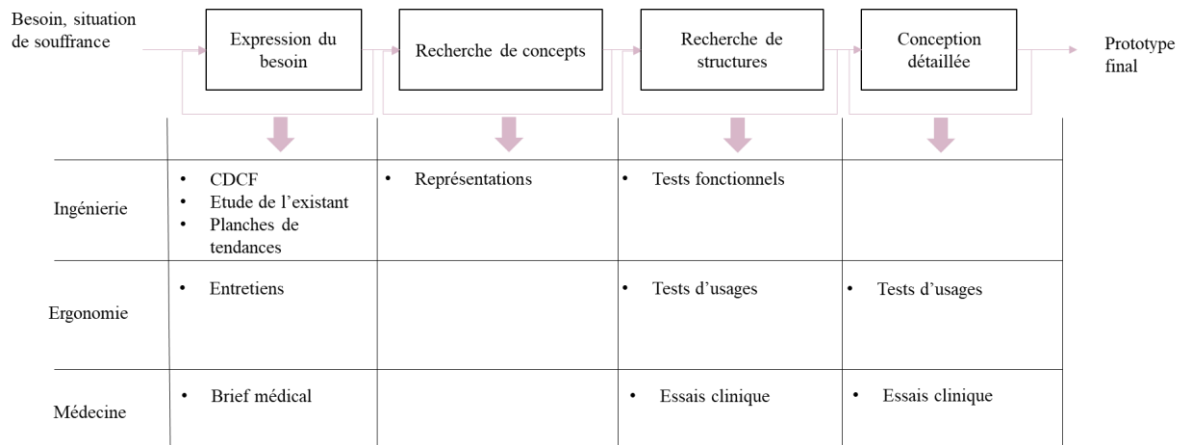 Besoin, situation
de souffrance
Expression du
besoin
Recherche de concepts
Recherche de
structures
Conception
détaillée
Prototype
final
Ingénierie
• CDCF
• Etude de l'existant
• Planches de
tendances
• Représentations
• Tests fonctionnels
Ergonomie
• Entretiens
• Tests d'usages
• Tests d'usages
Médecine
• Brief médical
• Essais clinique
• Essais clinique